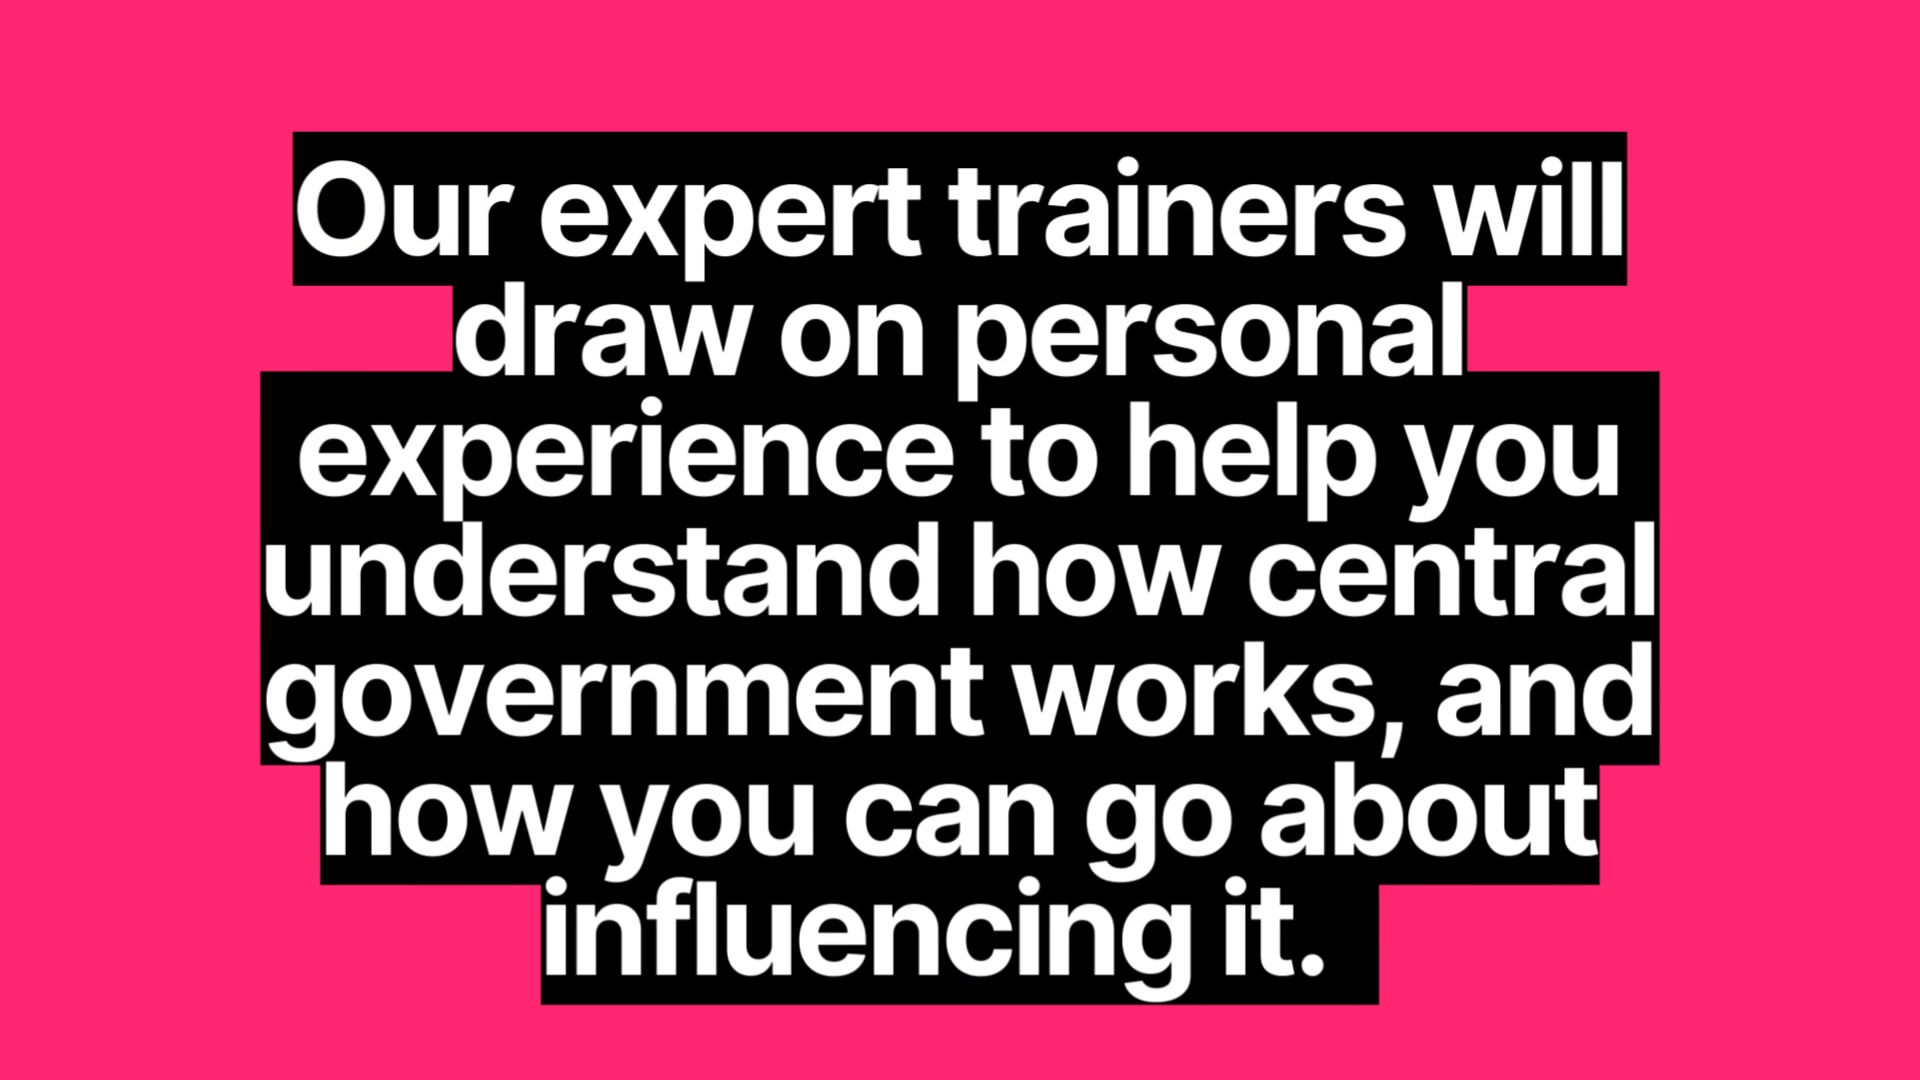 Our expert trainers will
draw on personal
experience to help you
understand how central
government works, and
how you can go about
influencing it.